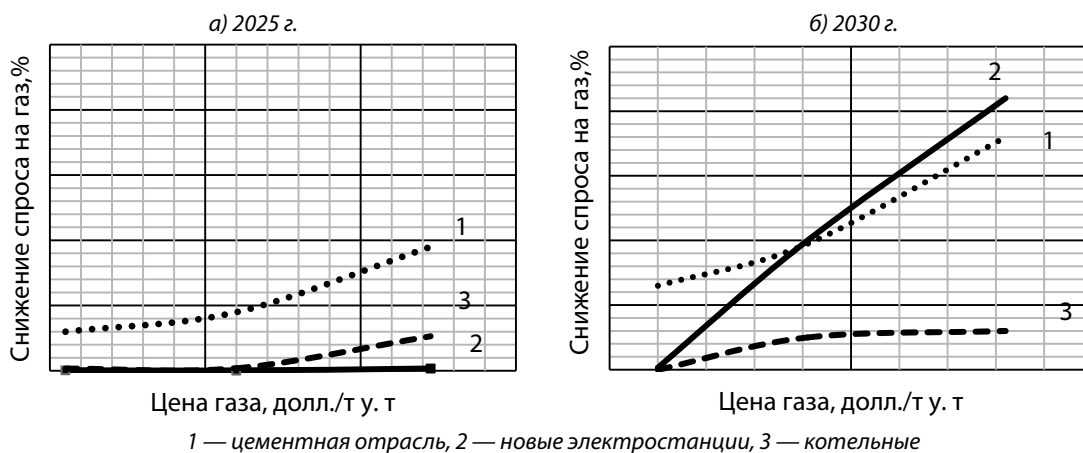 а) 2025 г.
Снижение спроса на газ,%
1
3
2
Цена газа, долл./т у. т
б) 2030 г.
Снижение спроса на газ,%
2
1
3
Цена газа, долл./т у. т
1 — цементная отрасль, 2 — новые электростанции, 3 — котельные